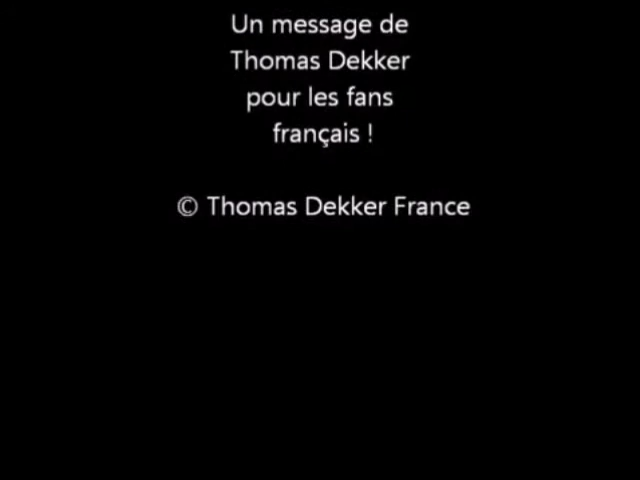 Un message de
Thomas Dekker
pour les fans
français !
© Thomas Dekker France